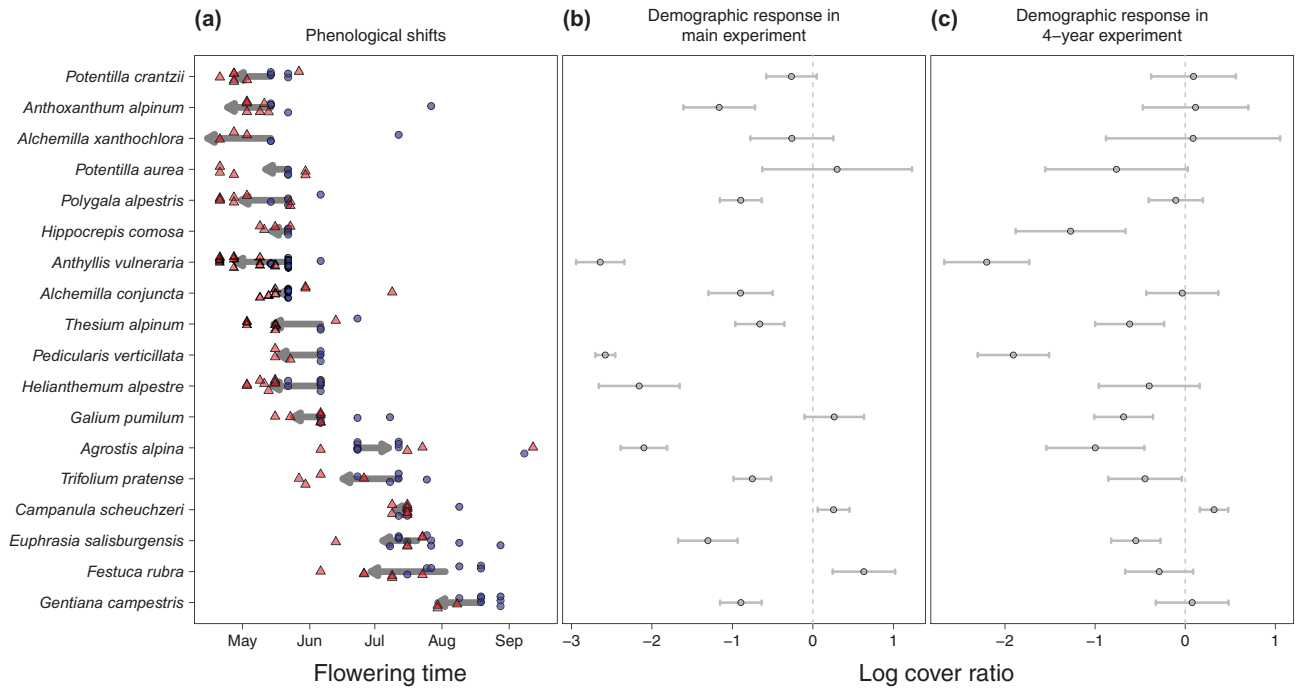 (a)
Phenological shifts
(b)
Demographic response in
main experiment
(c)
Demographic response in
4−year experiment
Potentilla crantzii
Anthoxanthum alpinum
Alchemilla xanthochlora
Potentilla aurea
Polygala alpestris
Hippocrepis comosa
Anthyllis vulneraria
Alchemilla conjuncta
Thesium alpinum
Pedicularis verticillata
Helianthemum alpestre
Galium pumilum
Agrostis alpina
Trifolium pratense
Campanula scheuchzeri
Euphrasia salisburgensis
Festuca rubra
Gentiana campestris
May Jun Jul Aug Sep
−3 −2 −1 0 1
−2 −1 0 1
Flowering time
Log cover ratio